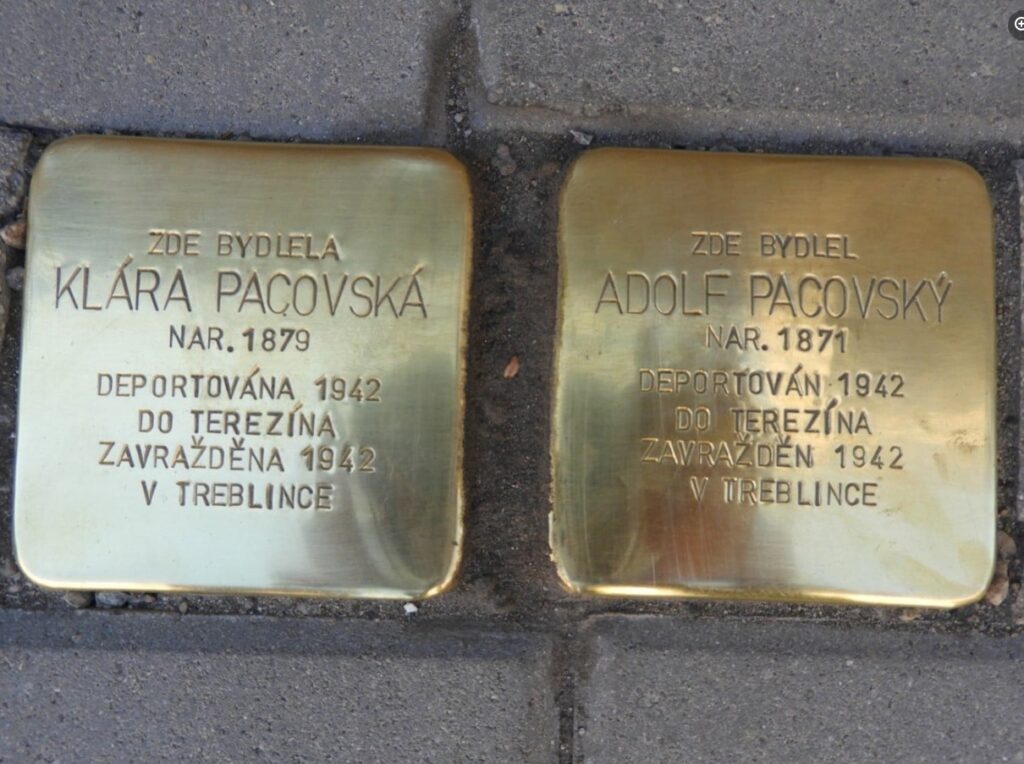 ZDE BYDLELA
KLÁRA PACOVSKÁ
NAR. 1879
DEPORTOVÁNA 1942
DO TEREZÍNA
ZAVRAŽDĚNA 1942
V TREBLINCE
ZDE BYDLEL
ADOLF PACOVSKÝ
NAR. 1871
DEPORTOVÁN 1942
DO TEREZÍNA
ZAVRAŽDĚN 1942
V TREBLINCE